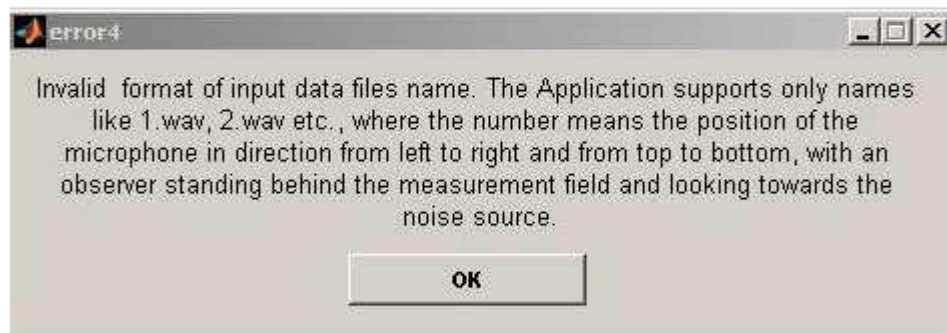 error4
Invalid  format of input data files name. The Application supports only names
like 1.wav, 2.wav etc., where the number means the position of the
microphone in direction from left to right and from top to bottom, with an
observer standing behind the measurement field and looking towards the
noise source.
OK